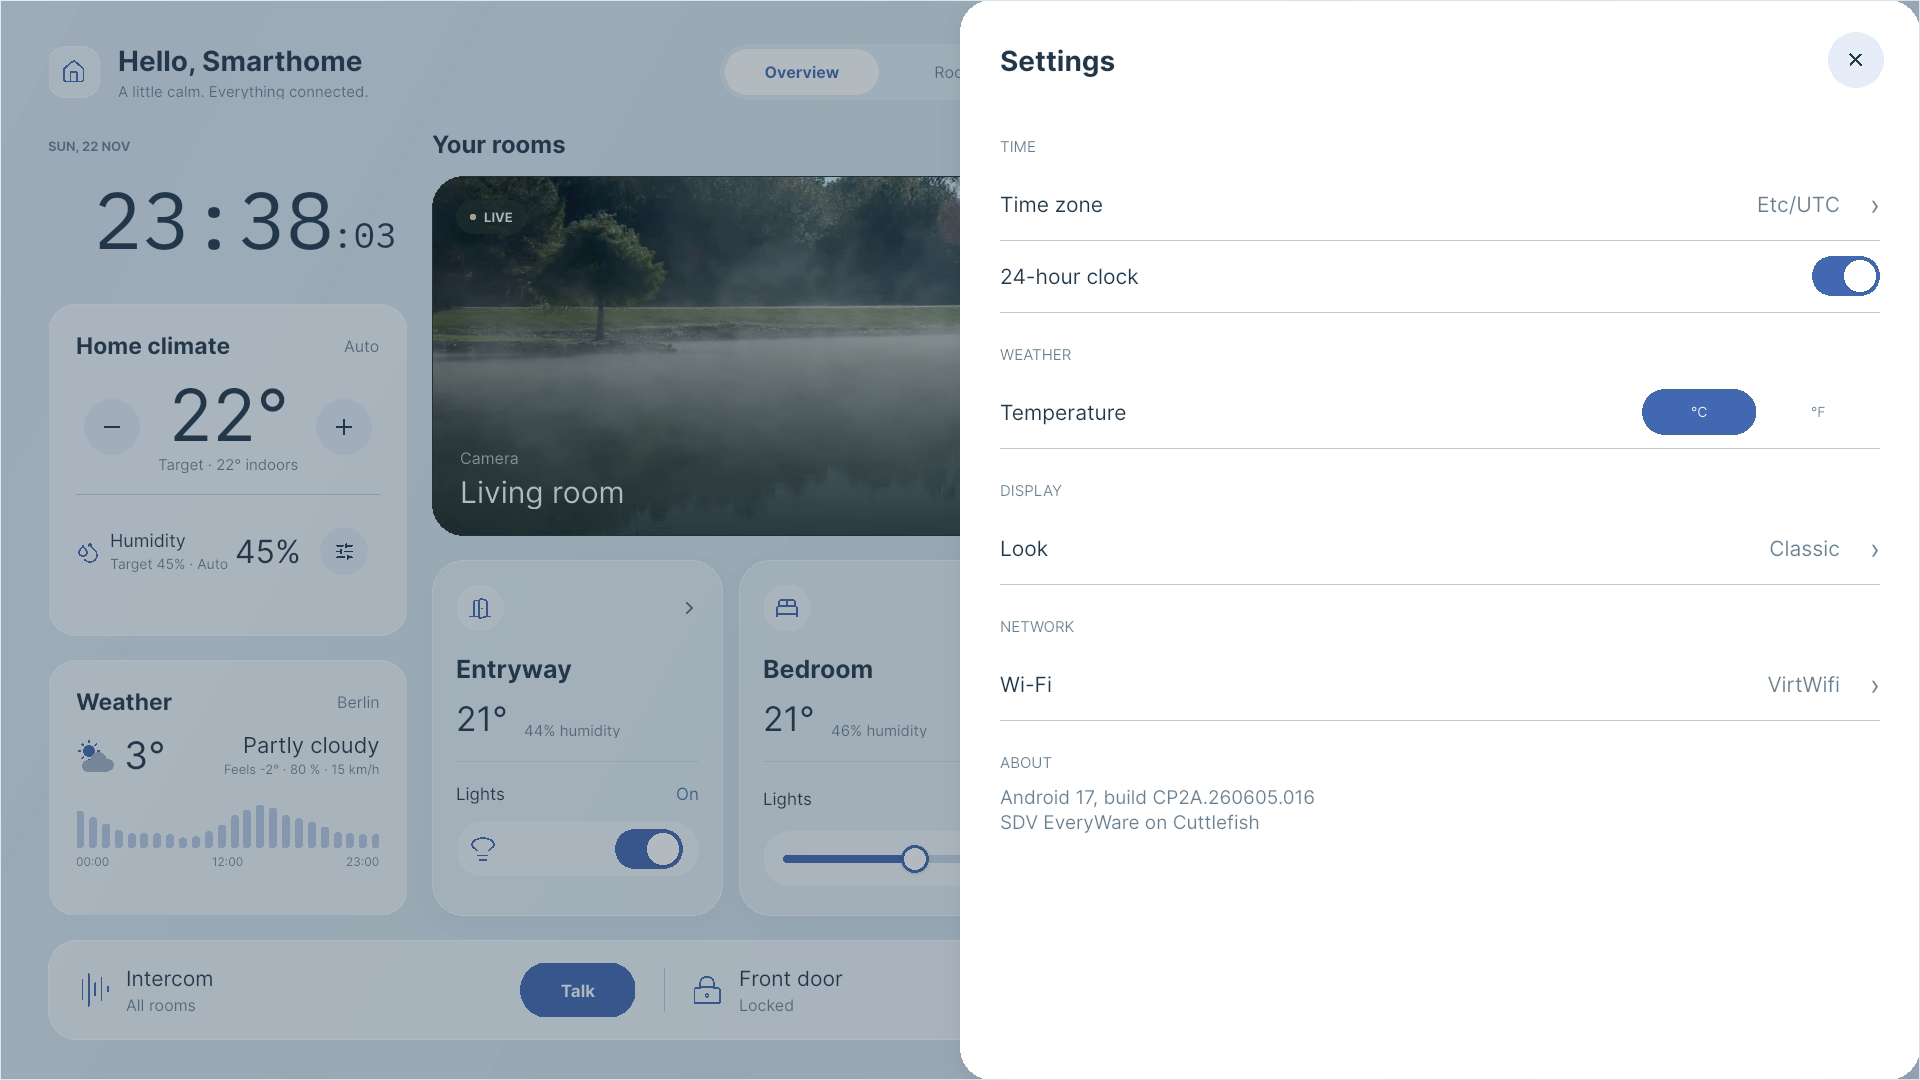 Hello, Smarthome
A little calm. Everything connected.
Overview
SUN, 22 NOV
23:38:03
Home climate
Auto
22°
Target · 22° indoors
Humidity
Target 45% · Auto
45%
Weather
Berlin
3°
Partly cloudy
Feels -2° · 80 % · 15 km/h
00:00
12:00
23:00
Your rooms
LIVE
Camera
Living room
Entryway
21°
44% humidity
Lights
On
Bedroom
21°
46% humidity
Lights
Intercom
All rooms
Talk
Front door
Locked
Settings
TIME
Time zone
Etc/UTC
24-hour clock
WEATHER
Temperature
°C
°F
DISPLAY
Look
Classic
NETWORK
Wi-Fi
VirtWifi
ABOUT
Android 17, build CP2A.260605.016
SDV EveryWare on Cuttlefish